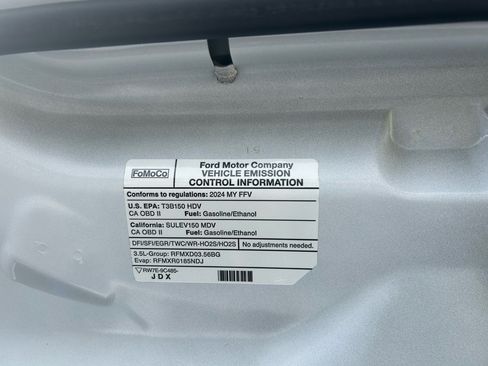 FoMoCo
Ford Motor Company
VEHICLE EMISSION
CONTROL INFORMATION
Conforms to regulations: 2024 MY FFV
U.S. EPA: T3B150 HDV
CA OBD II Fuel: Gasoline/Ethanol
California: SULEV150 MDV
CA OBD II Fuel: Gasoline/Ethanol
DFI/SFI/EGR/TWC/WR-HO2S/HO2S No adjustments needed.
3.5L-Group: RFMXD03.56BG
Evap: RFMXR0185NDJ
RW7E-9C485-
JDX